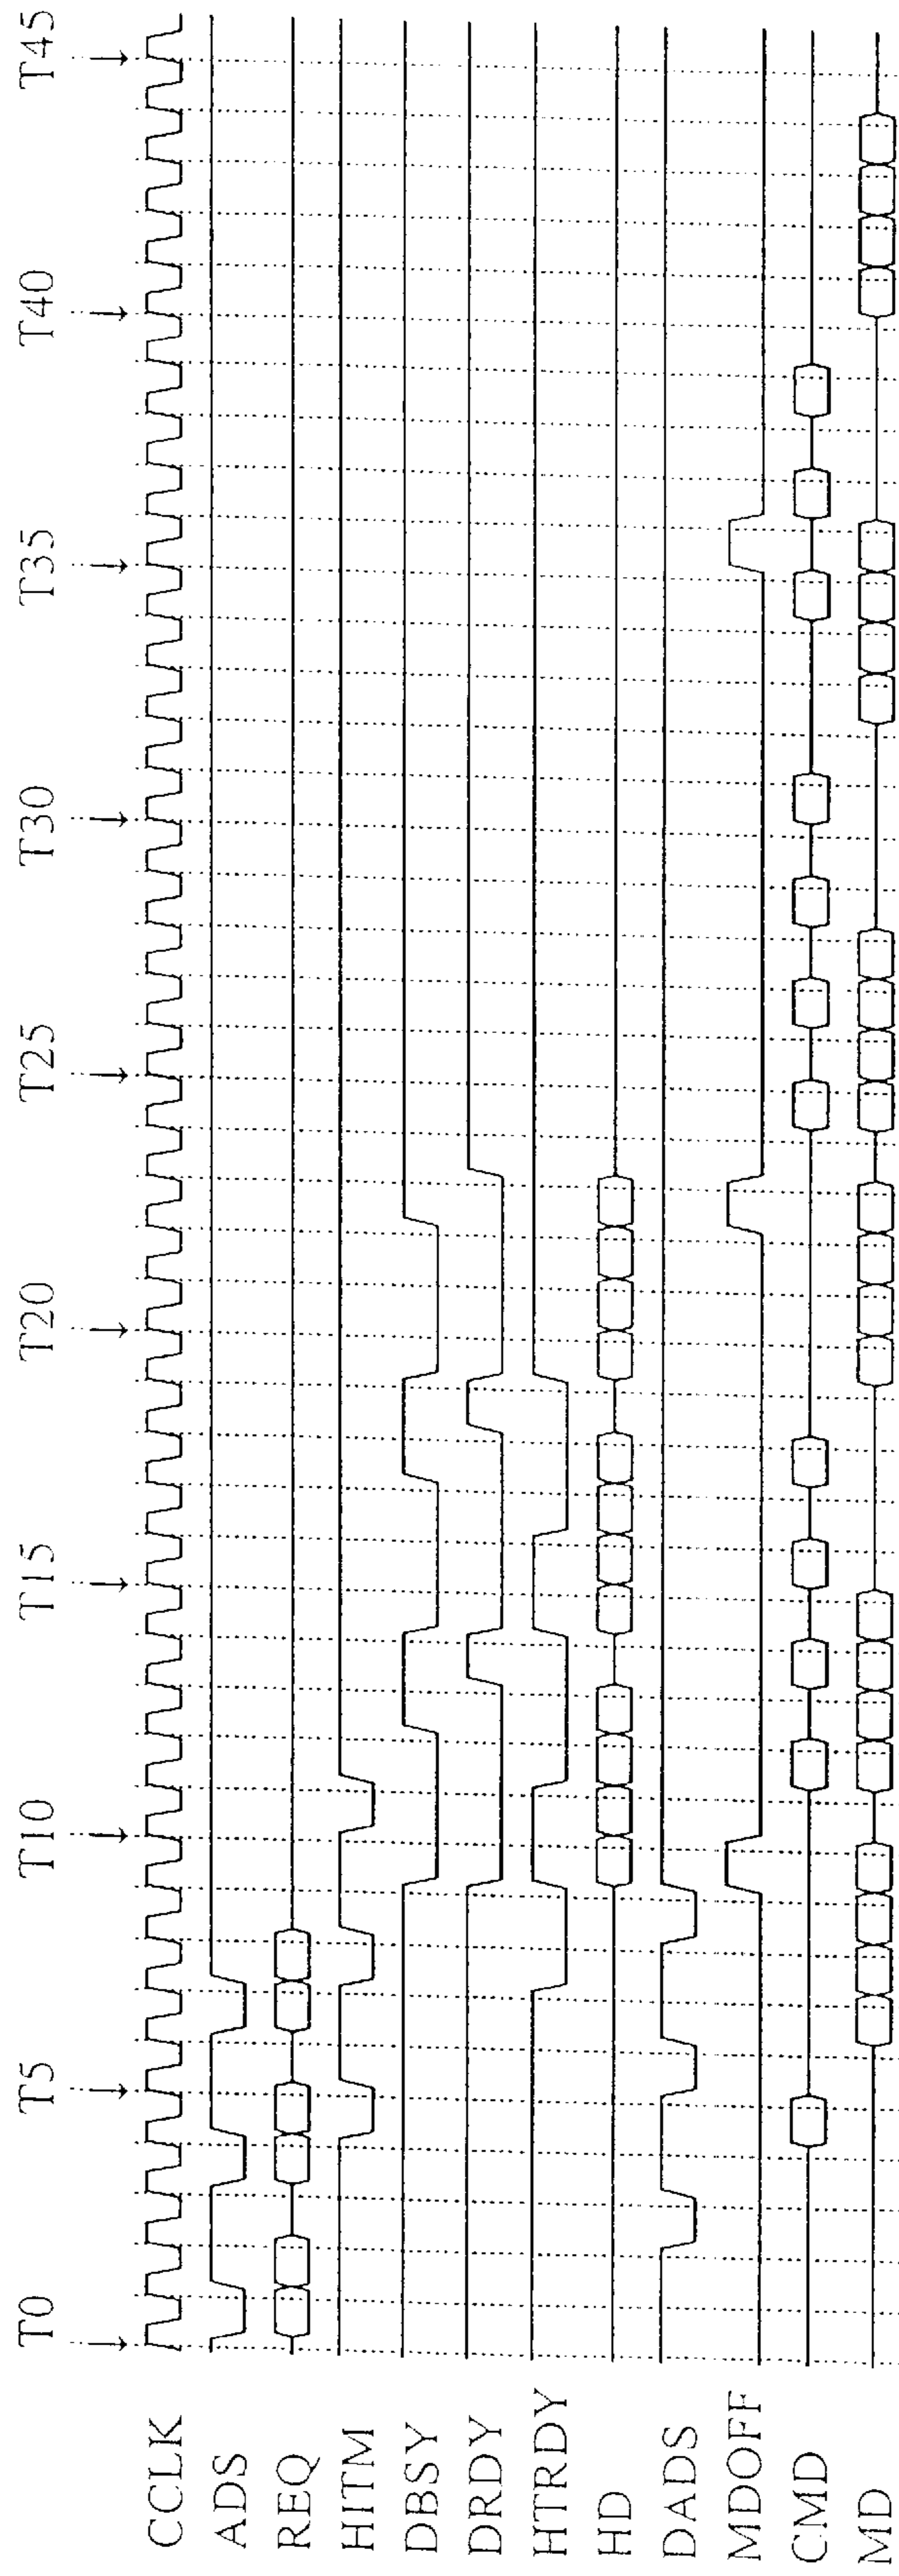 T0 T5 T10 T15 T20 T25 T30 T35 T40 T45
CCLK
ADS
REQ
HITM
DBSY
DRDY
HTRDY
HD
DADS
MDOFF
CMD
MD